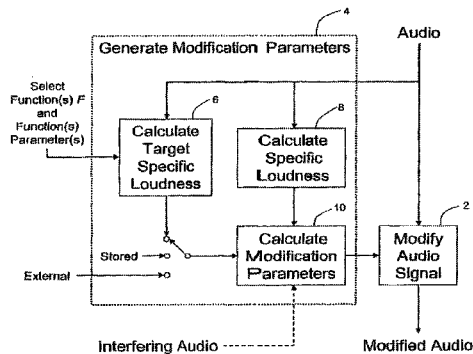 4
Generate Modification Parameters
Audio
Select
Function(s) F
and
Function(s)
Parameter(s)
6
Calculate
Target
Specific
Loudness
8
Calculate
Specific
Loudness
10
Calculate
Modification
Parameters
2
Modify
Audio
Signal
Stored
External
Interfering Audio
Modified Audio